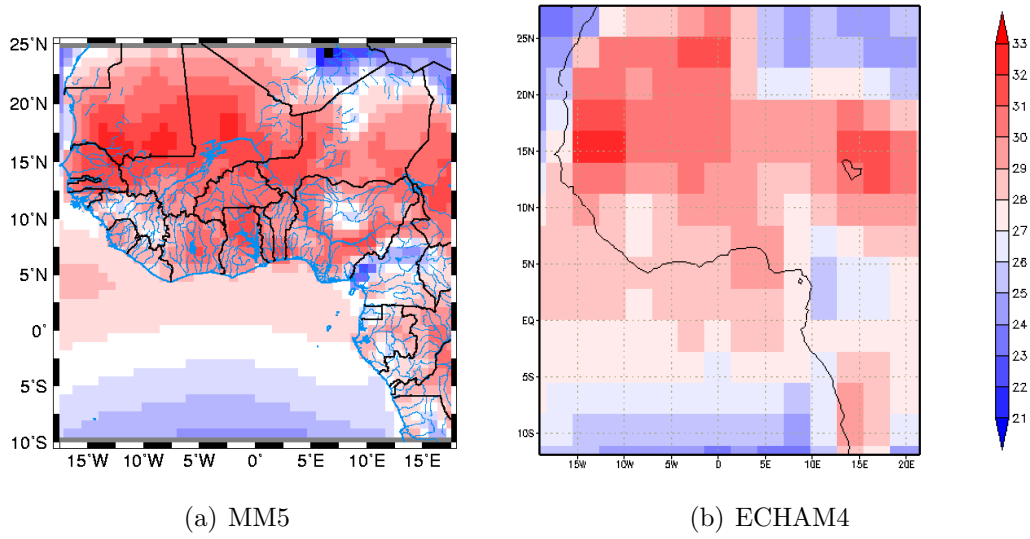 25°N
20°N
15°N
10°N
5°N
0°
5°S
10°S
15°W 10°W 5°W 0° 5°E 10°E 15°E
25N
20N
15N
10N
5N
EQ
5S
10S
15W 10W 5W 0 5E 10E 15E 20E
33
32
31
30
29
28
27
26
25
24
23
22
21
(a) MM5
(b) ECHAM4